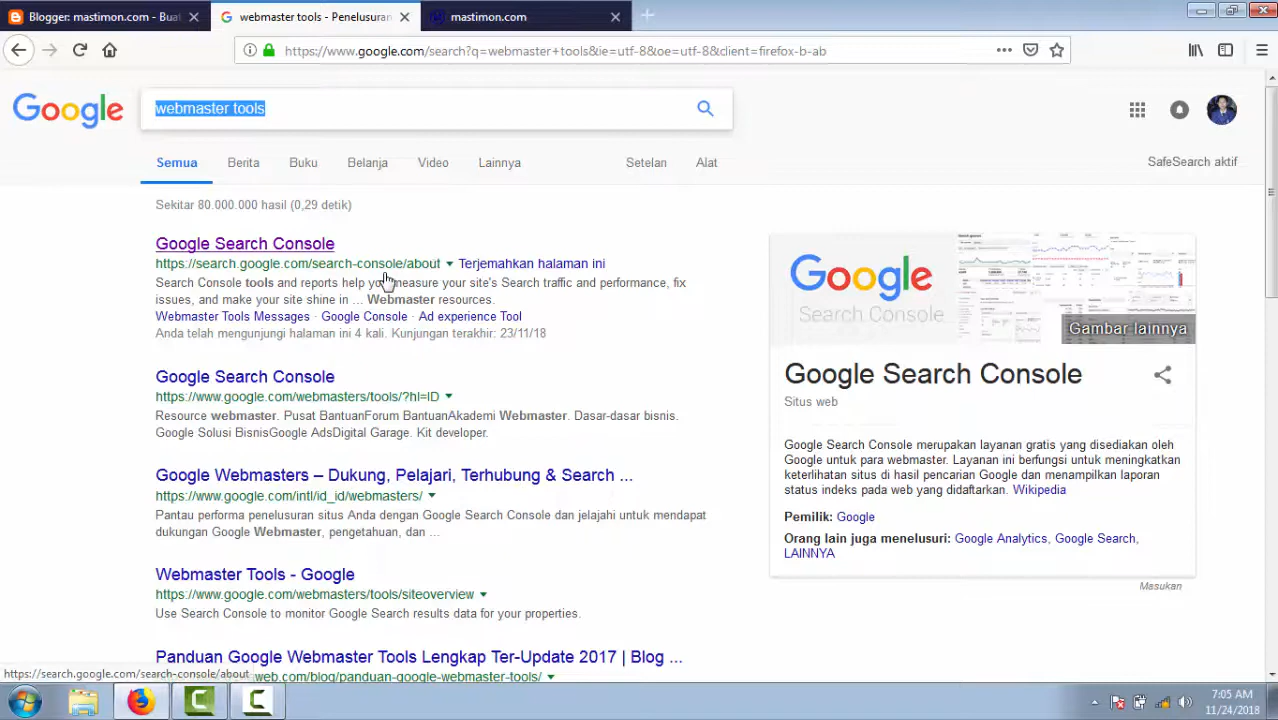 Blogger: mastimon.com - Buat
webmaster tools - Penelusuran
mastimon.com
https://www.google.com/search?q=webmaster+tools&ie=utf-8&oe=utf-8&client=firefox-b-ab
Google
webmaster tools
Semua
Berita
Buku
Belanja
Video
Lainnya
Setelan
Alat
SafeSearch aktif
Sekitar 80.000.000 hasil (0,29 detik)
Google Search Console
https://search.google.com/search-console/about Terjemahkan halaman ini
Search Console tools your site's Search traffic and performance, fix
issues, and make your site share in ... Webmaster resources.
Webmaster Tools Messages · Google Console · Ad experience Tool
Anda telah mengunjungi halaman ini 4 kali. Kunjungan terakhir: 23/11/18
Google Search Console
https://www.google.com/webmasters/tools/?hl=ID
Resource webmaster. Pusat BantuanForum BantuanAkademi Webmaster. Dasar-dasar bisnis.
Google Solusi BisnisGoogle AdsDigital Garage. Kit developer.
Google Webmasters – Dukung, Pelajari, Terhubung & Search ...
https://www.google.com/intl/id_id/webmasters/
Pantau performa penelusuran situs Anda dengan Google Search Console dan jelajahi untuk mendapat
dukungan Google Webmaster, pengetahuan, dan ...
Webmaster Tools - Google
https://www.google.com/webmasters/tools/siteoverview
Use Search Console to monitor Google Search results data for your properties.
Panduan Google Webmaster Tools Lengkap Ter-Update 2017 | Blog ...
web.com/blog/panduan-google-webmaster-tools/
Google
Search Console
Gambar lainnya
Google Search Console
Situs web
Google Search Console merupakan layanan gratis yang disediakan oleh
Google untuk para webmaster. Layanan ini berfungsi untuk meningkatkan
keterlihatan situs di hasil pencarian Google dan menampilkan laporan
status indeks pada web yang didaftarkan. Wikipedia
Pemilik: Google
Orang lain juga menelusuri: Google Analytics, Google Search,
LAINNYA
Masukan
https://search.google.com/search-console/about
7:05 AM
11/24/2018